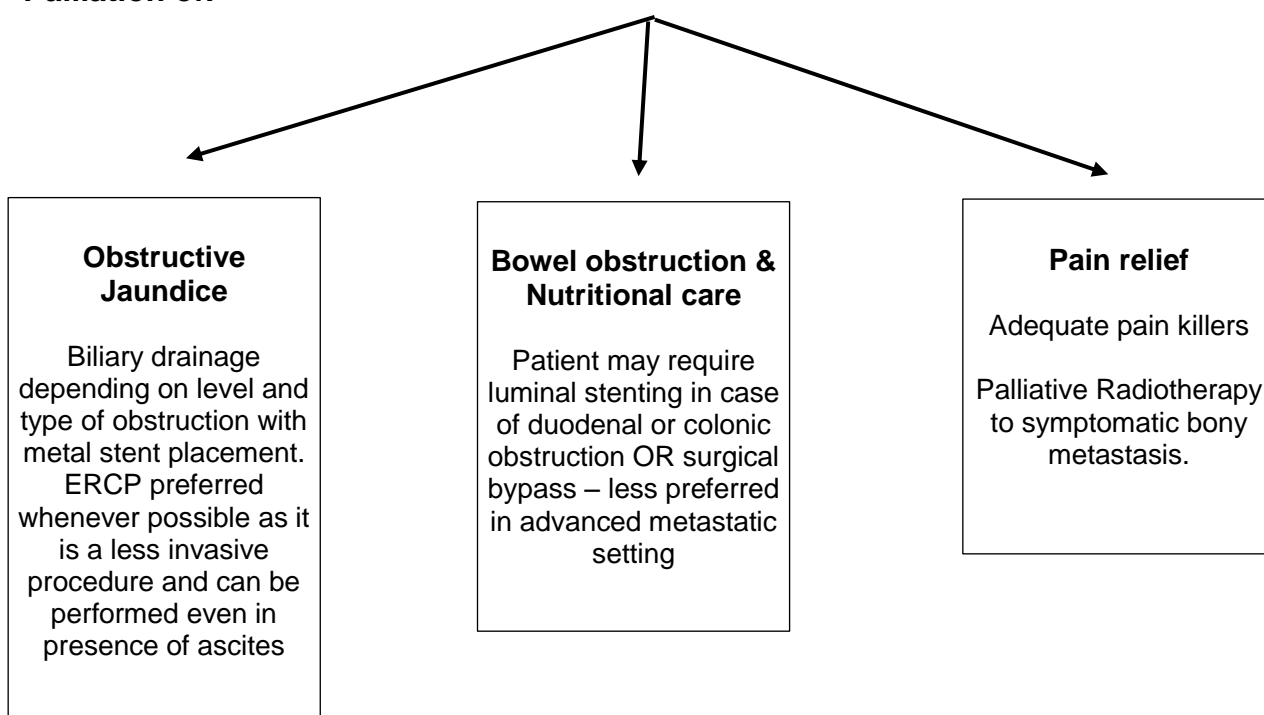 Obstructive
Jaundice
Biliary drainage
depending on level and
type of obstruction with
metal stent placement.
ERCP preferred
whenever possible as it
is a less invasive
procedure and can be
performed even in
presence of ascites
Bowel obstruction &
Nutritional care
Patient may require
luminal stenting in case
of duodenal or colonic
obstruction OR surgical
bypass – less preferred
in advanced metastatic
setting
Pain relief
Adequate pain killers
Palliative Radiotherapy
to symptomatic bony
metastasis.